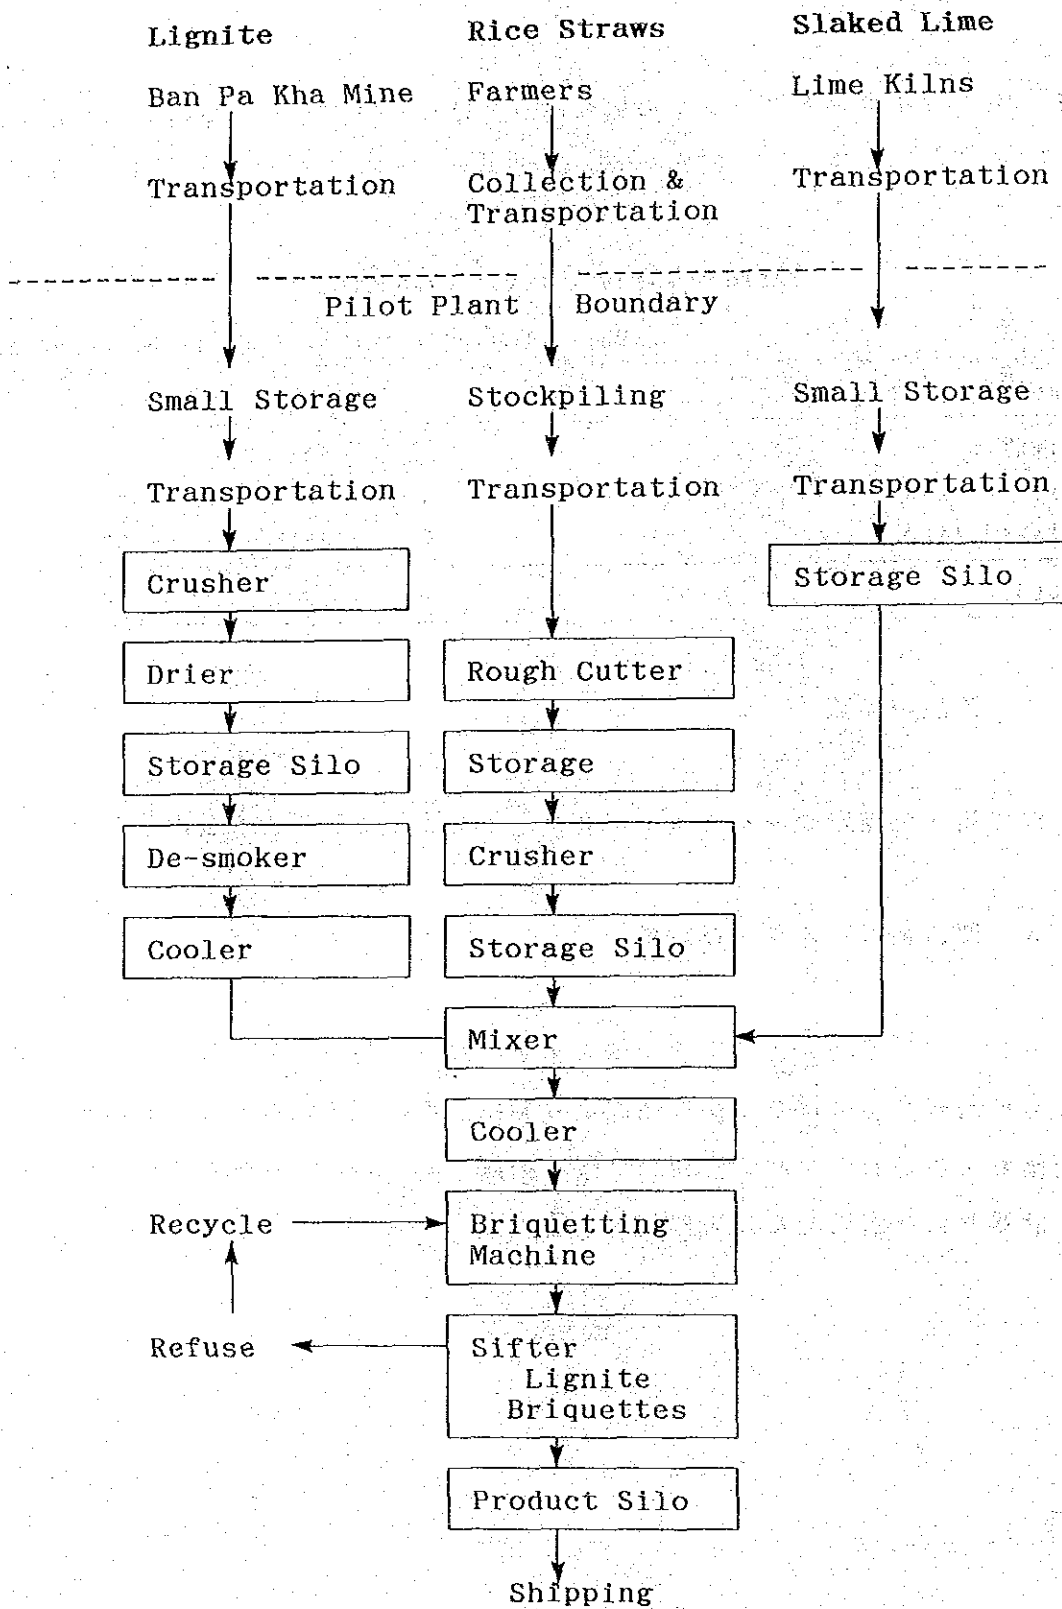 Lignite
Rice Straws
Slaked Lime
Ban Pa Kha Mine
Farmers
Lime Kilns
Transportation
Collection &
Transportation
Transportation
Pilot Plant
Boundary
Small Storage
Stockpiling
Small Storage
Transportation
Transportation
Transportation
Crusher
Storage Silo
Drier
Rough Cutter
Storage Silo
Storage
De-smoker
Crusher
Cooler
Storage Silo
Mixer
Cooler
Recycle
Briquetting
Machine
Refuse
Sifter
Lignite
Briquettes
Product Silo
Shipping